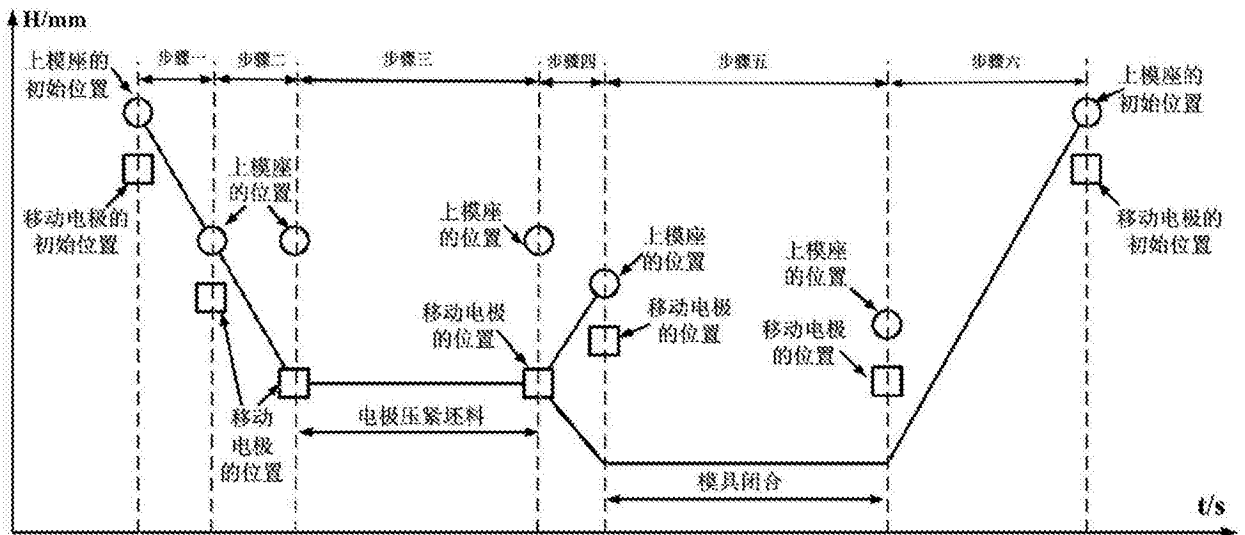 H/mm
步骤一
步骤二
步骤三
步骤四
步骤五
步骤六
上模座的
初始位置
上模座的
初始位置
移动电极的
初始位置
上模座
的位置
上模座
的位置
上模座
的位置
上模座
的位置
移动电极的
初始位置
移动电极
的位置
移动电极
的位置
移动电极
的位置
移动
电极
的位置
电极压紧坯料
模具闭合
t/s